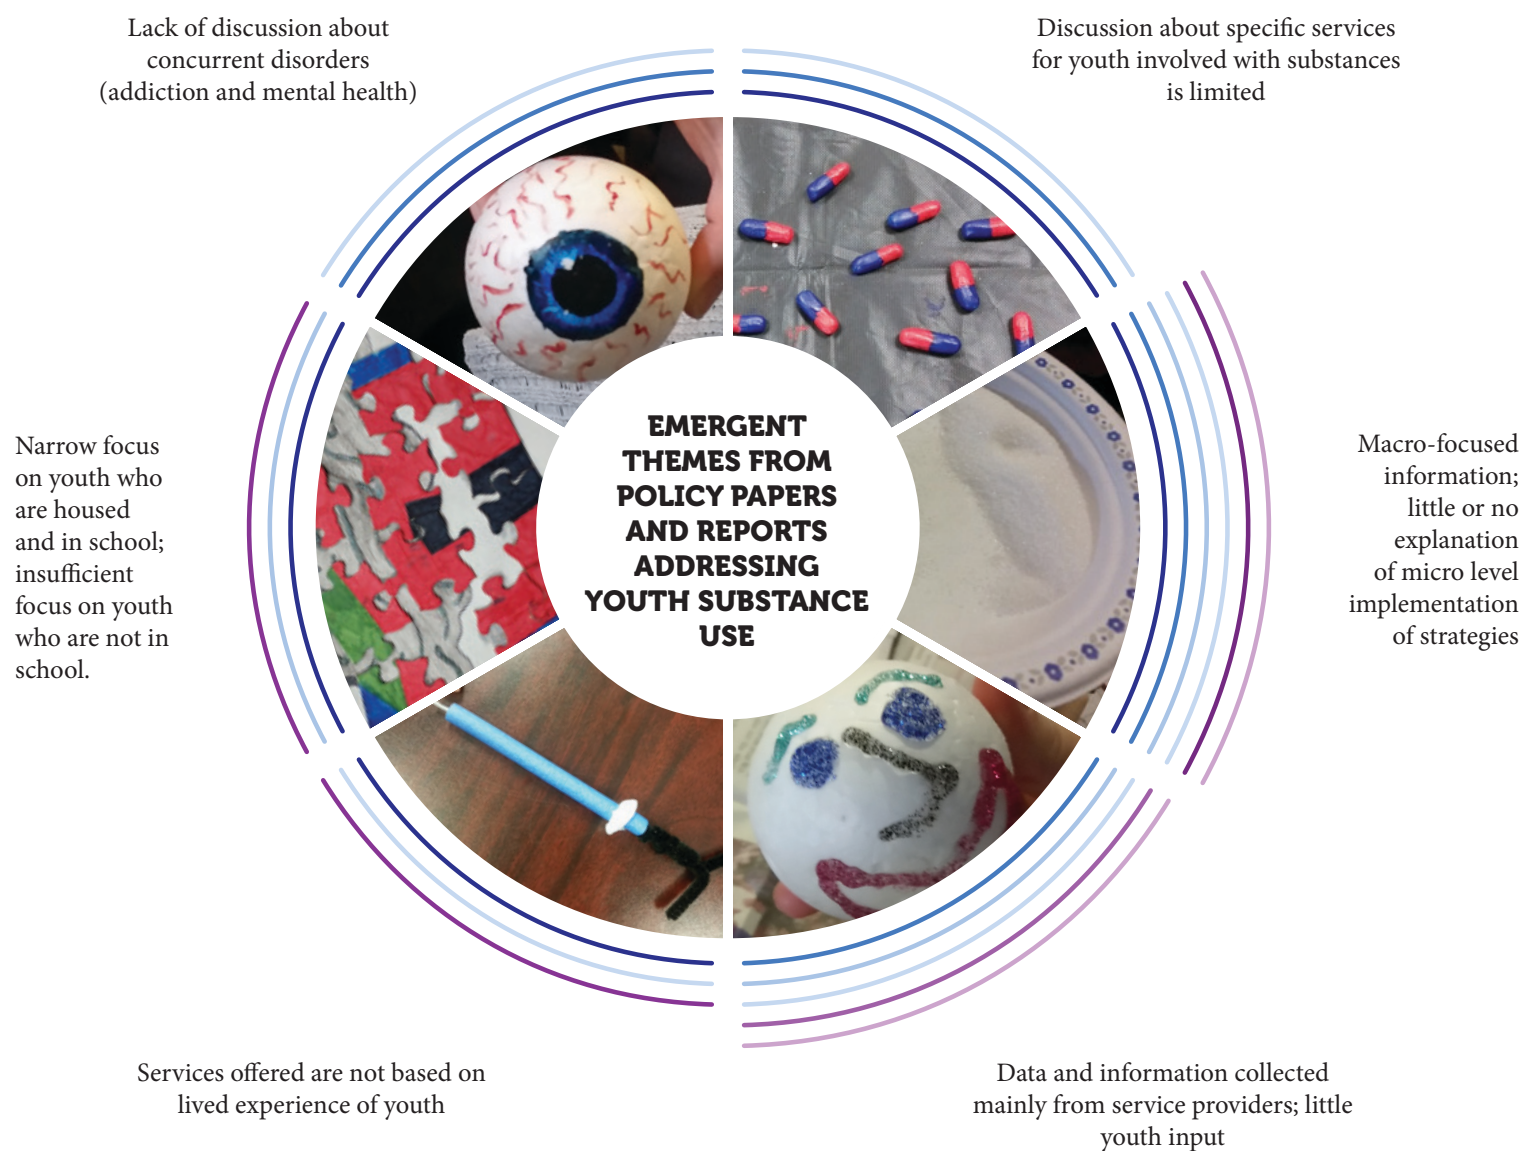 Lack of discussion about
concurrent disorders
(addiction and mental health)
Discussion about specific services
for youth involved with substances
is limited
Narrow focus
on youth who
are housed
and in school;
insufficient
focus on youth
who are not in
school.
EMERGENT
THEMES FROM
POLICY PAPERS
AND REPORTS
ADDRESSING
YOUTH SUBSTANCE
USE
Macro-focused
information;
little or no
explanation
of micro level
implementation
of strategies
Services offered are not based on
lived experience of youth
Data and information collected
mainly from service providers; little
youth input